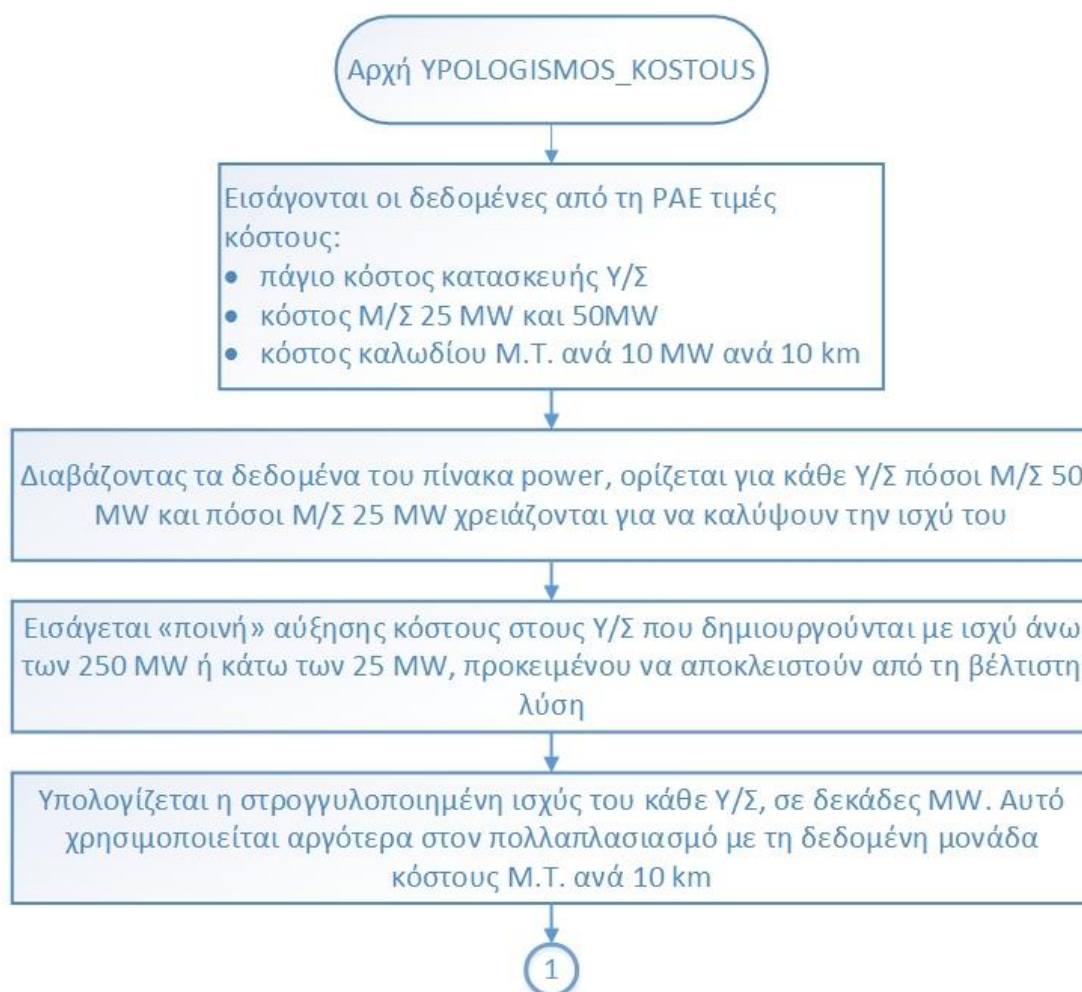 Αρχή YPOLOGISMOS_KOSTOUS
Εισάγονται οι δεδομένες από τη ΡΑΕ τιμές
κόστους:
• πάγιο κόστος κατασκευής Υ/Σ
• κόστος Μ/Σ 25 MW και 50MW
• κόστος καλωδίου Μ.Τ. ανά 10 MW ανά 10 km
Διαβάζοντας τα δεδομένα του πίνακα power, ορίζεται για κάθε Υ/Σ πόσοι Μ/Σ 50
MW και πόσοι Μ/Σ 25 MW χρειάζονται για να καλύψουν την ισχύ του
Εισάγεται «ποινή» αύξησης κόστους στους Υ/Σ που δημιουργούνται με ισχύ άνω
των 250 MW ή κάτω των 25 MW, προκειμένου να αποκλειστούν από τη βέλτιστη
λύση
Υπολογίζεται η στρογγυλοποιημένη ισχύς του κάθε Υ/Σ, σε δεκάδες MW. Αυτό
χρησιμοποιείται αργότερα στον πολλαπλασιασμό με τη δεδομένη μονάδα
κόστους Μ.Τ. ανά 10 km
1